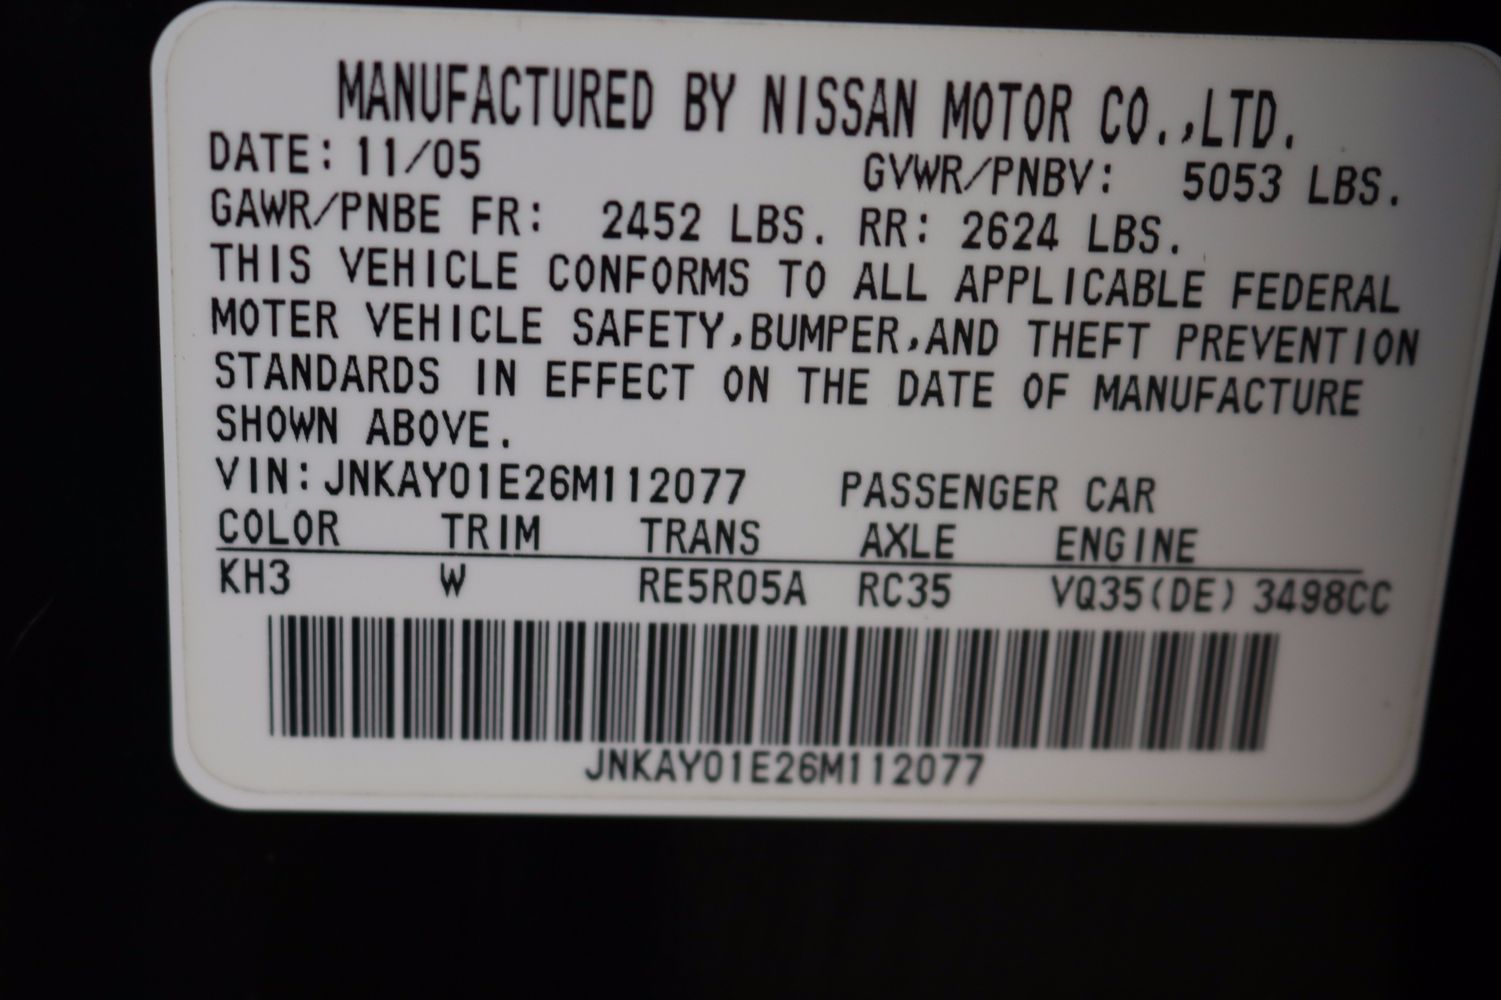 MANUFACTURED BY NISSAN MOTOR CO.,LTD.
DATE: 11/05 GVWR/PNBV: 5053 LBS.
GAWR/PNBE FR: 2452 LBS. RR: 2624 LBS.
THIS VEHICLE CONFORMS TO ALL APPLICABLE FEDERAL
MOTER VEHICLE SAFETY,BUMPER,AND THEFT PREVENTION
STANDARDS IN EFFECT ON THE DATE OF MANUFACTURE
SHOWN ABOVE.
VIN:JNKAY01E26M112077 PASSENGER CAR
COLOR TRIM TRANS AXLE ENGINE
KH3 W RE5R05A RC35 VQ35(DE) 3498CC
JNKAY01E26M112077